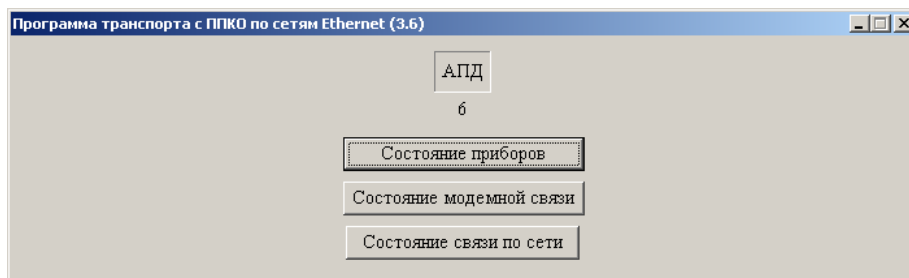 Программа транспорта с ППКО по сетям Ethernet (3.6)
АПД
6
Состояние приборов
Состояние модемной связи
Состояние связи по сети